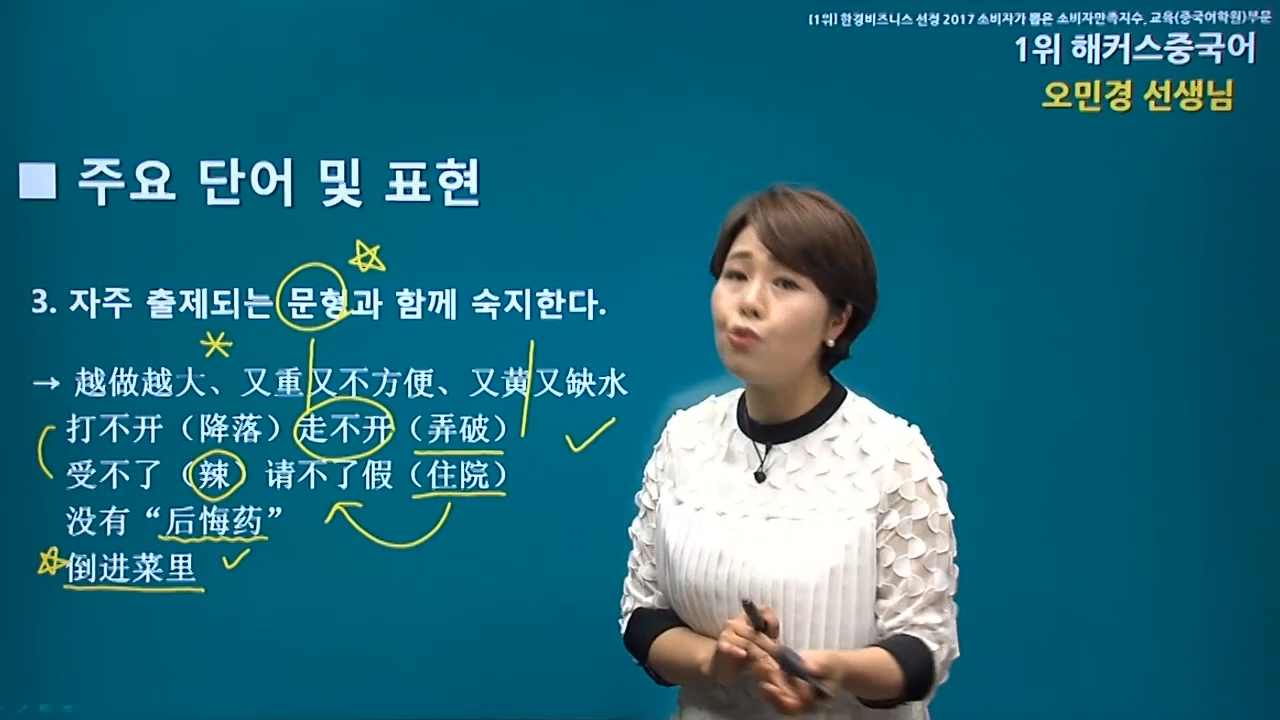 [1위] 한경비즈니스 선정 2017 소비자가 뽑은 소비자만족지수, 교육(중국어학원)부문
1위 해커스중국어
오민경 선생님
■ 주요 단어 및 표현
3. 자주 출제되는 문형과 함께 숙지한다.
→ 越做越大、又重又不方便、又黄又缺水
打不开（降落）走不开（弄破）
受不了（辣） 请不了假（住院）
没有“后悔药”
倒进菜里